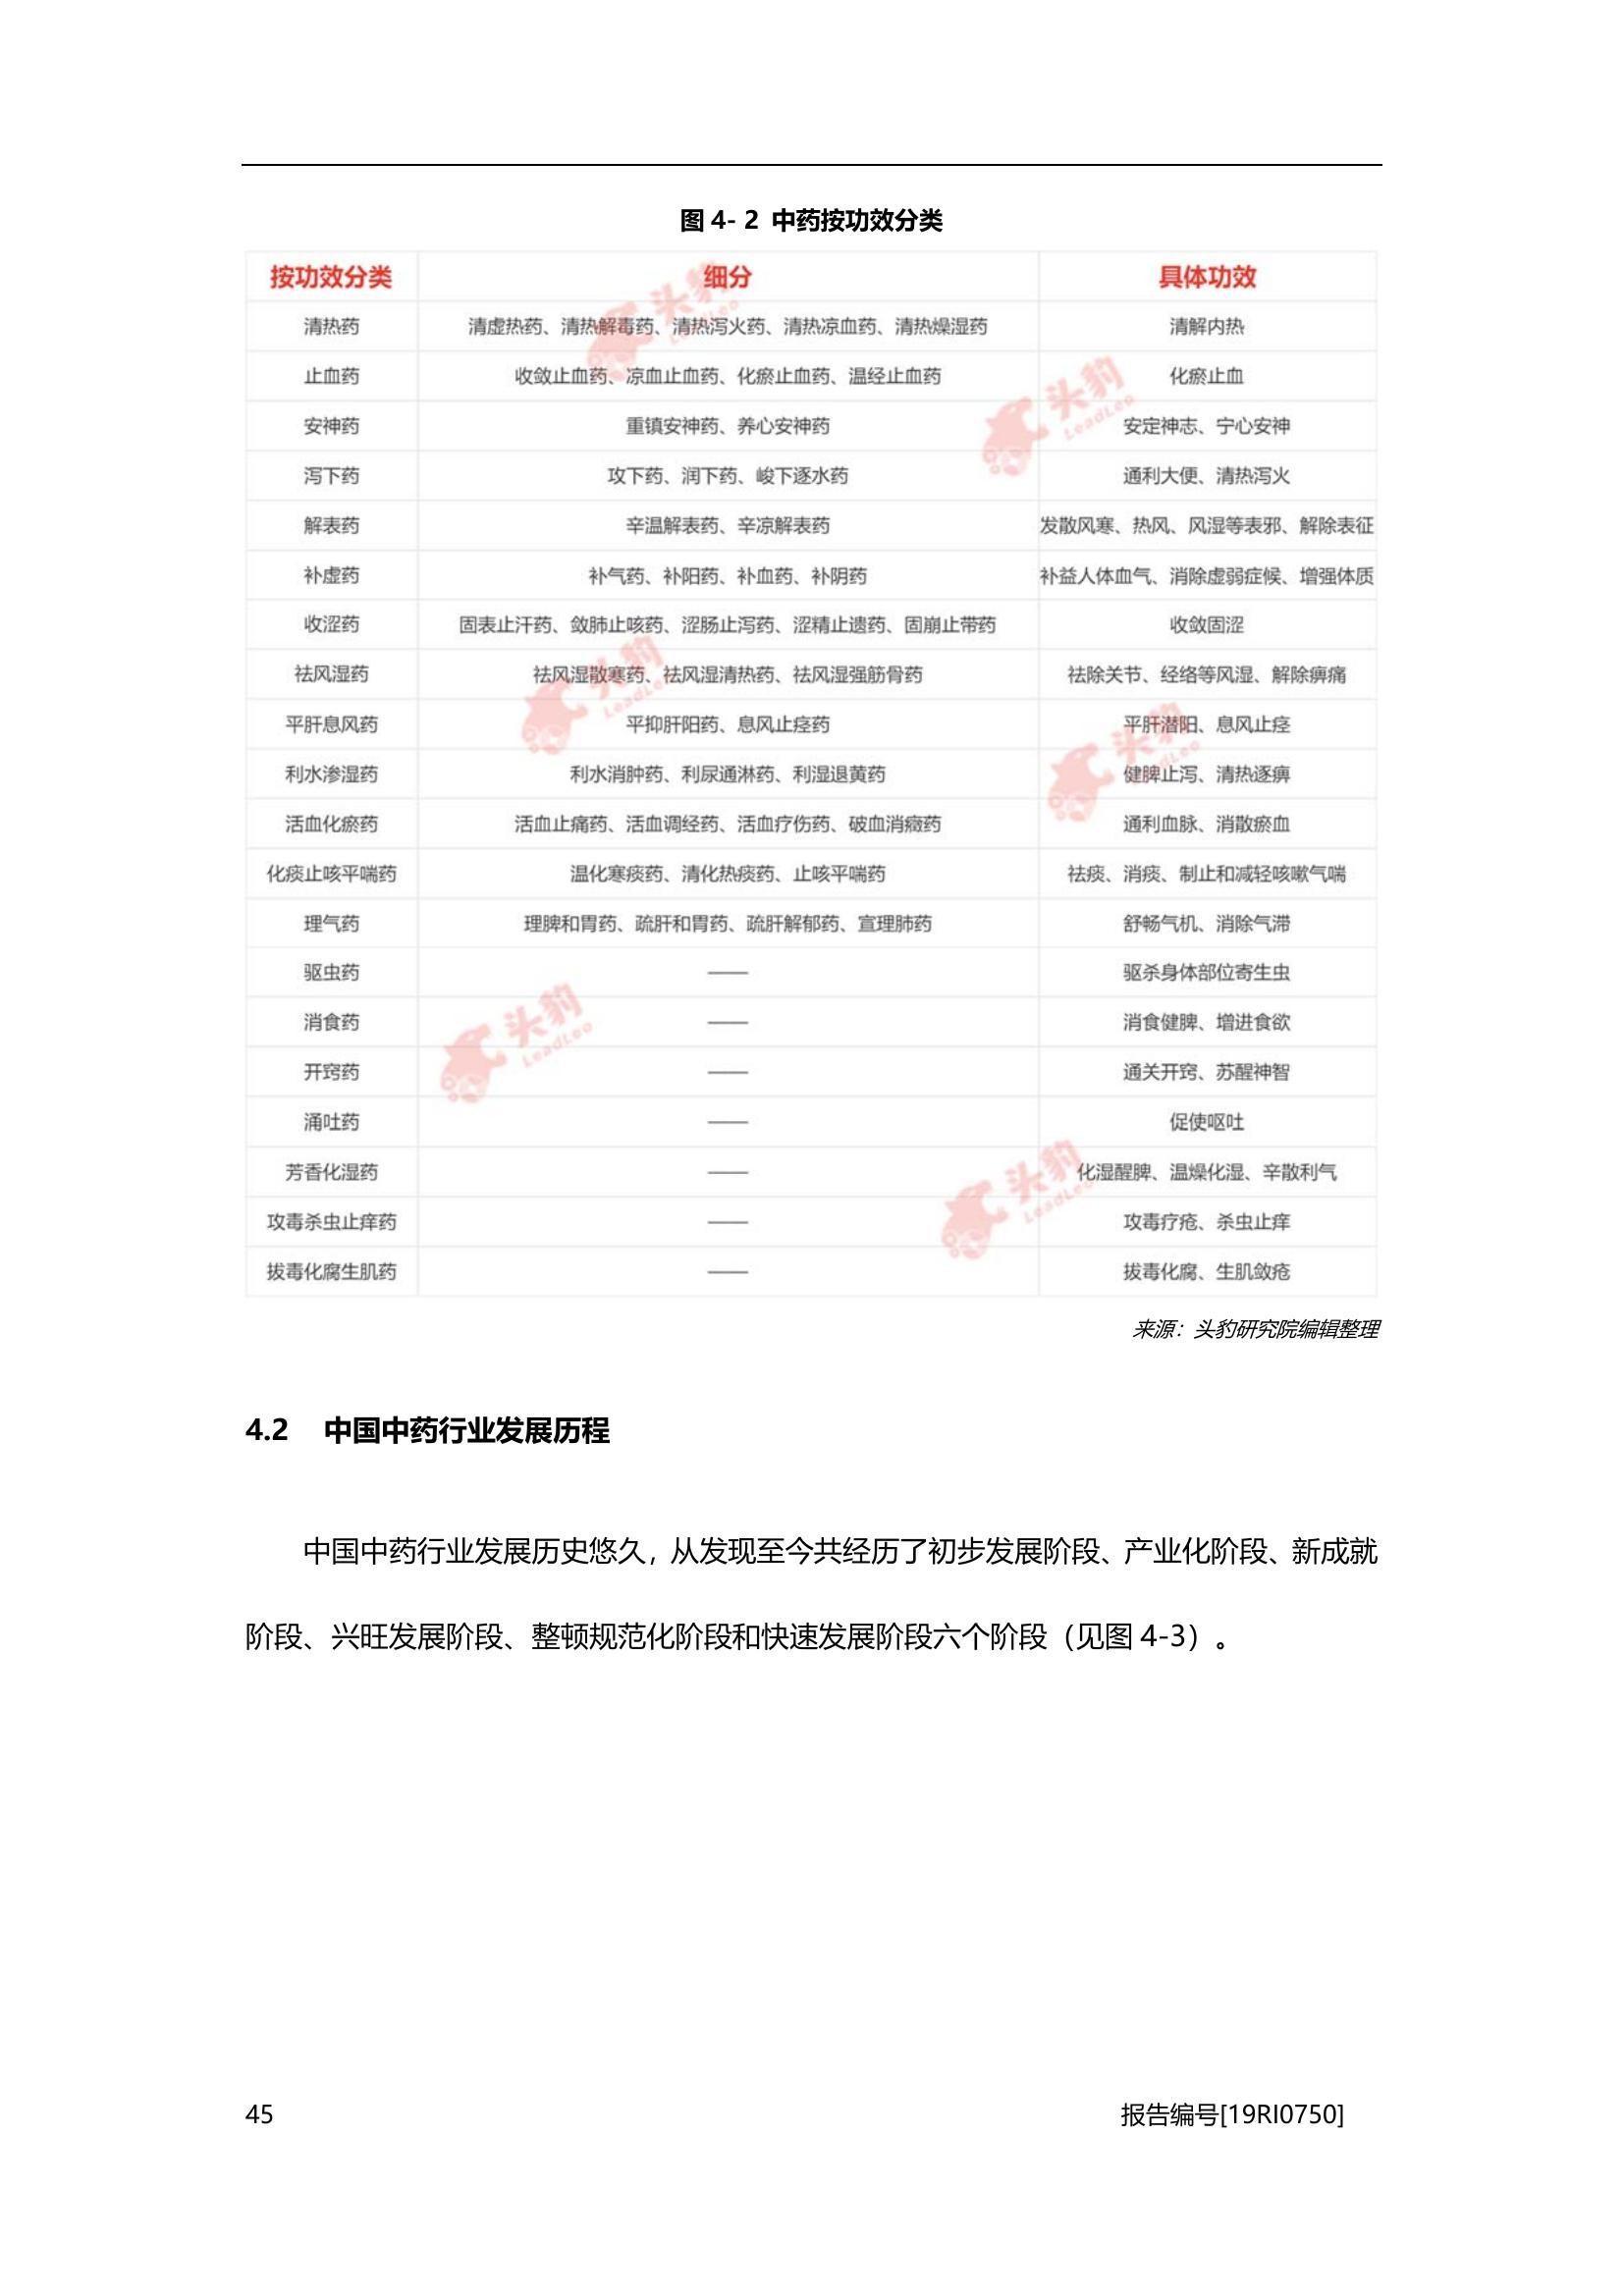 图 4- 2 中药按功效分类
按功效分类 细分 具体功效
清热药 清虚热药、清热解毒药、清热泻火药、清热凉血药、清热燥湿药 清解内热
止血药 收敛止血药、凉血止血药、化瘀止血药、温经止血药 化瘀止血
安神药 重镇安神药、养心安神药 安定神志、宁心安神
泻下药 攻下药、润下药、峻下逐水药 通利大便、清热泻火
解表药 辛温解表药、辛凉解表药 发散风寒、热风、风湿等表邪、解除表征
补虚药 补气药、补阳药、补血药、补阴药 补益人体血气、消除虚弱症候、增强体质
收涩药 固表止汗药、敛肺止咳药、涩肠止泻药、涩精止遗药、固崩止带药 收敛固涩
祛风湿药 祛风湿散寒药、祛风湿清热药、祛风湿强筋骨药 祛除关节、经络等风湿、解除痹痛
平肝息风药 平抑肝阳药、息风止痉药 平肝潜阳、息风止痉
利水渗湿药 利水消肿药、利尿通淋药、利湿退黄药 健脾止泻、清热逐痹
活血化瘀药 活血止痛药、活血调经药、活血疗伤药、破血消癥药 通利血脉、消散瘀血
化痰止咳平喘药 温化寒痰药、清化热痰药、止咳平喘药 祛痰、消痰、制止和减轻咳嗽气喘
理气药 理脾和胃药、疏肝和胃药、疏肝解郁药、宣理肺药 舒畅气机、消除气滞
驱虫药 —— 驱杀身体部位寄生虫
消食药 —— 消食健脾、增进食欲
开窍药 —— 通关开窍、苏醒神智
涌吐药 —— 促使呕吐
芳香化湿药 —— 化湿醒脾、温燥化湿、辛散利气
攻毒杀虫止痒药 —— 攻毒疗疮、杀虫止痒
拔毒化腐生肌药 —— 拔毒化腐、生肌敛疮
头豹 LeadLeo
头豹 LeadLeo
头豹 LeadLeo
头豹 LeadLeo
头豹 LeadLeo
头豹 LeadLeo
来源：头豹研究院编辑整理
4.2 中国中药行业发展历程
中国中药行业发展历史悠久，从发现至今共经历了初步发展阶段、产业化阶段、新成就
阶段、兴旺发展阶段、整顿规范化阶段和快速发展阶段六个阶段（见图 4-3）。
45 报告编号[19RI0750]